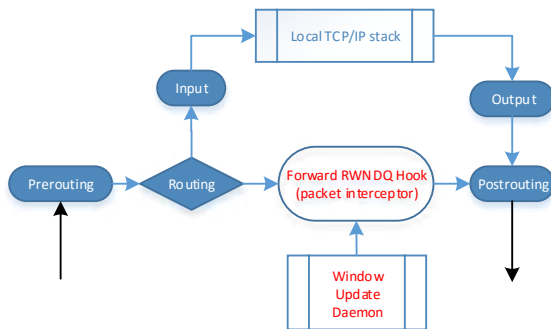 Local TCP/IP stack
Input
Output
Prerouting
Routing
Forward RWNDQ Hook
(packet interceptor)
Postrouting
Window
Update
Daemon